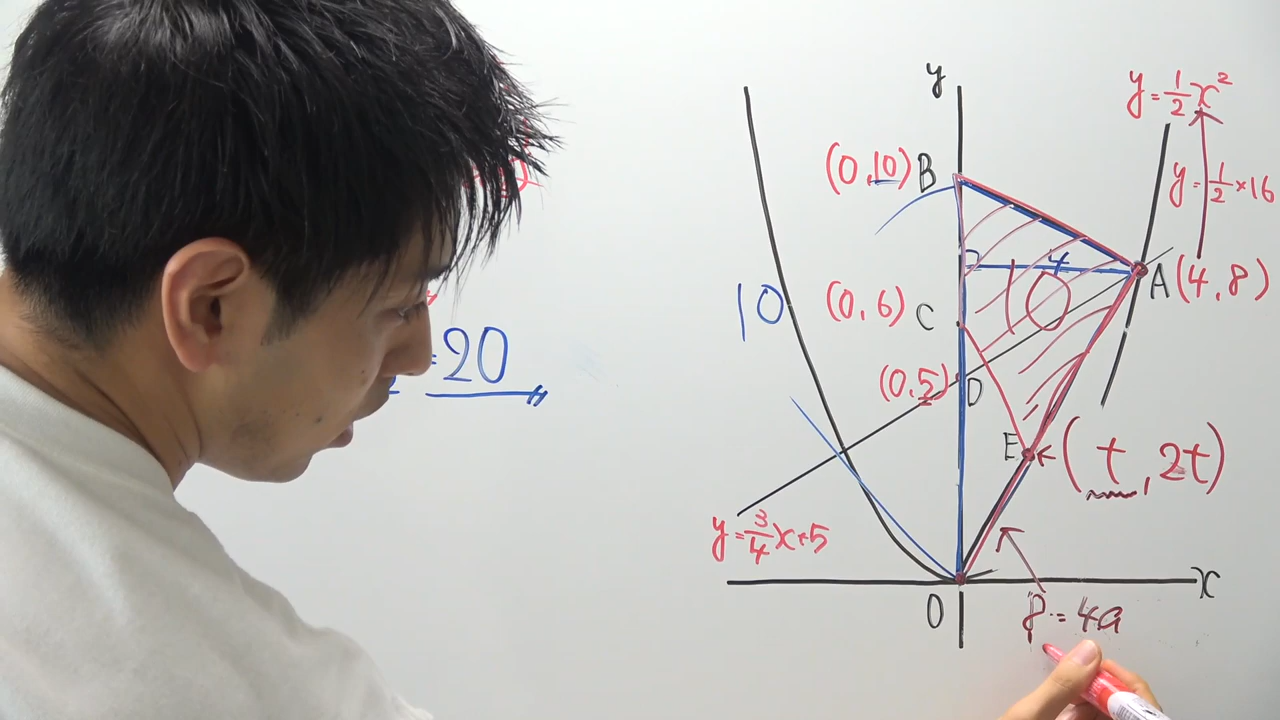 y
y=1/2x²
(0,10) B
y=1/2×16
4
A(4,8)
10
(0,6) C
10
=20
(0,5) D
E
(t,2t)
y=3/4x+5
x
O
8=4a